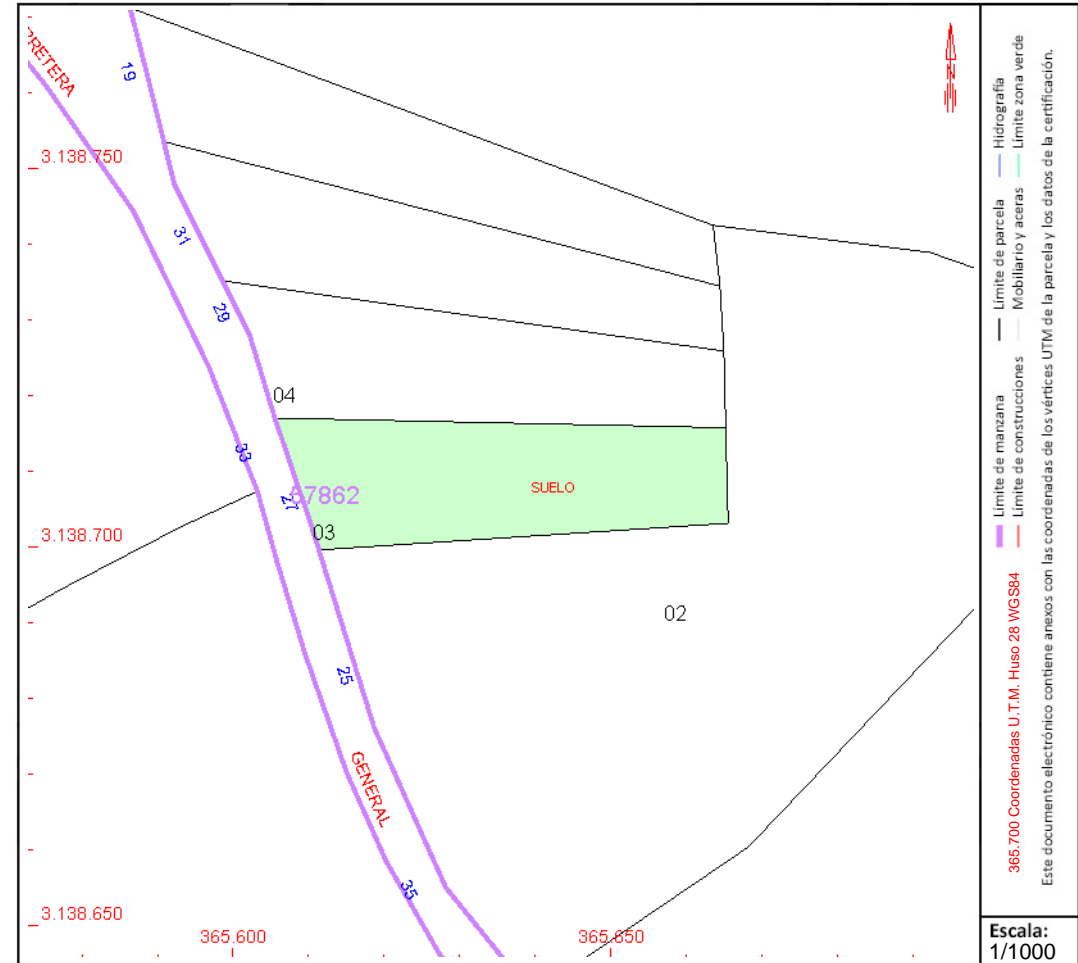 RRETERA
19
3.138.750
31
29
04
33
27
37862
SUELO
03
3.138.700
02
25
GENERAL
35
3.138.650
365.600
365.650
N
Límite de manzana
Límite de parcela
Hidrografía
Límite de construcciones
Mobiliario y aceras
Límite zona verde
365.700 Coordenadas U.T.M. Huso 28 WGS84
Este documento electrónico contiene anexos con las coordenadas de los vértices UTM de la parcela y los datos de la certificación.
Escala:
1/1000